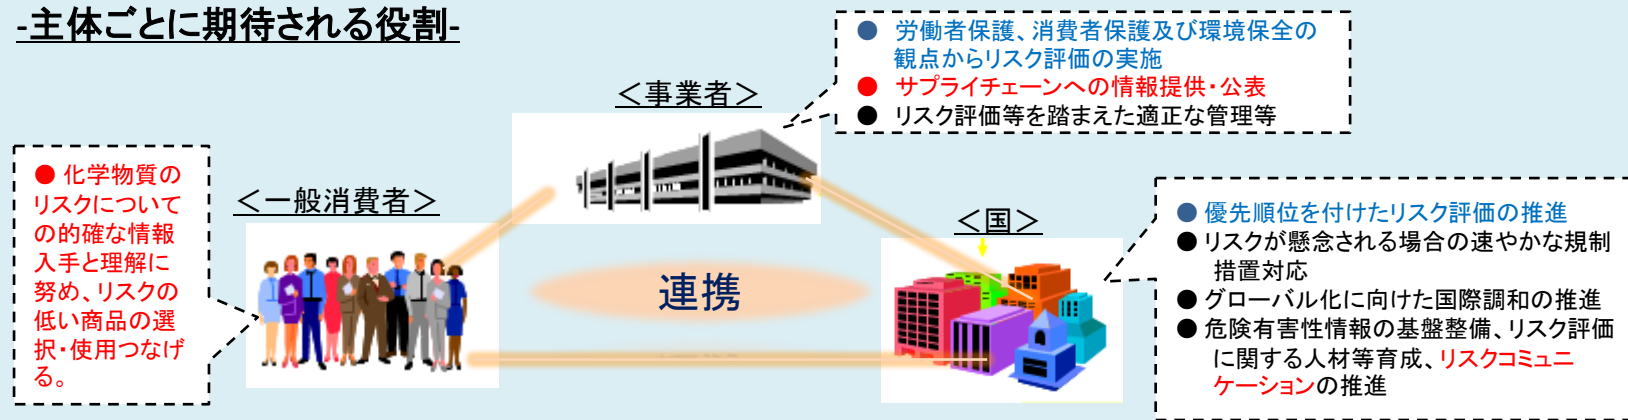 -主体ごとに期待される役割-
＜事業者＞
● 労働者保護、消費者保護及び環境保全の
観点からリスク評価の実施
● サプライチェーンへの情報提供・公表
● リスク評価等を踏まえた適正な管理等
＜一般消費者＞
● 化学物質の
リスクについて
の的確な情報
入手と理解に
努め、リスクの
低い商品の選
択・使用つなげ
る。
連携
＜国＞
● 優先順位を付けたリスク評価の推進
● リスクが懸念される場合の速やかな規制
措置対応
● グローバル化に向けた国際調和の推進
● 危険有害性情報の基盤整備、リスク評価
に関する人材等育成、リスクコミュニ
ケーションの推進